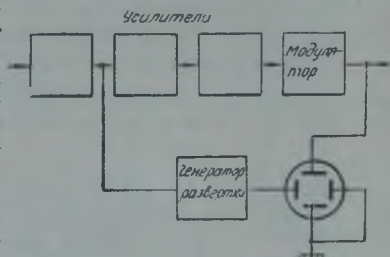 Усилители
Модуля-
тор
Генератор
развертки